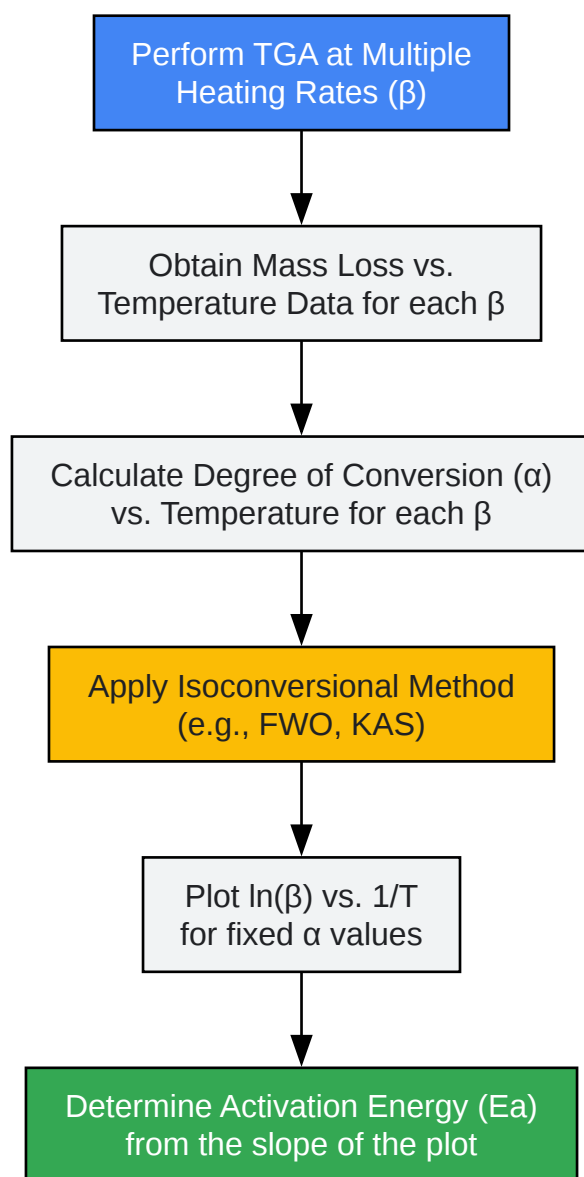 Perform TGA at Multiple
Heating Rates (β)
Obtain Mass Loss vs.
Temperature Data for each β
Calculate Degree of Conversion (α)
vs. Temperature for each β
Apply Isoconversional Method
(e.g., FWO, KAS)
Plot ln(β) vs. 1/T
for fixed α values
Determine Activation Energy (Ea)
from the slope of the plot